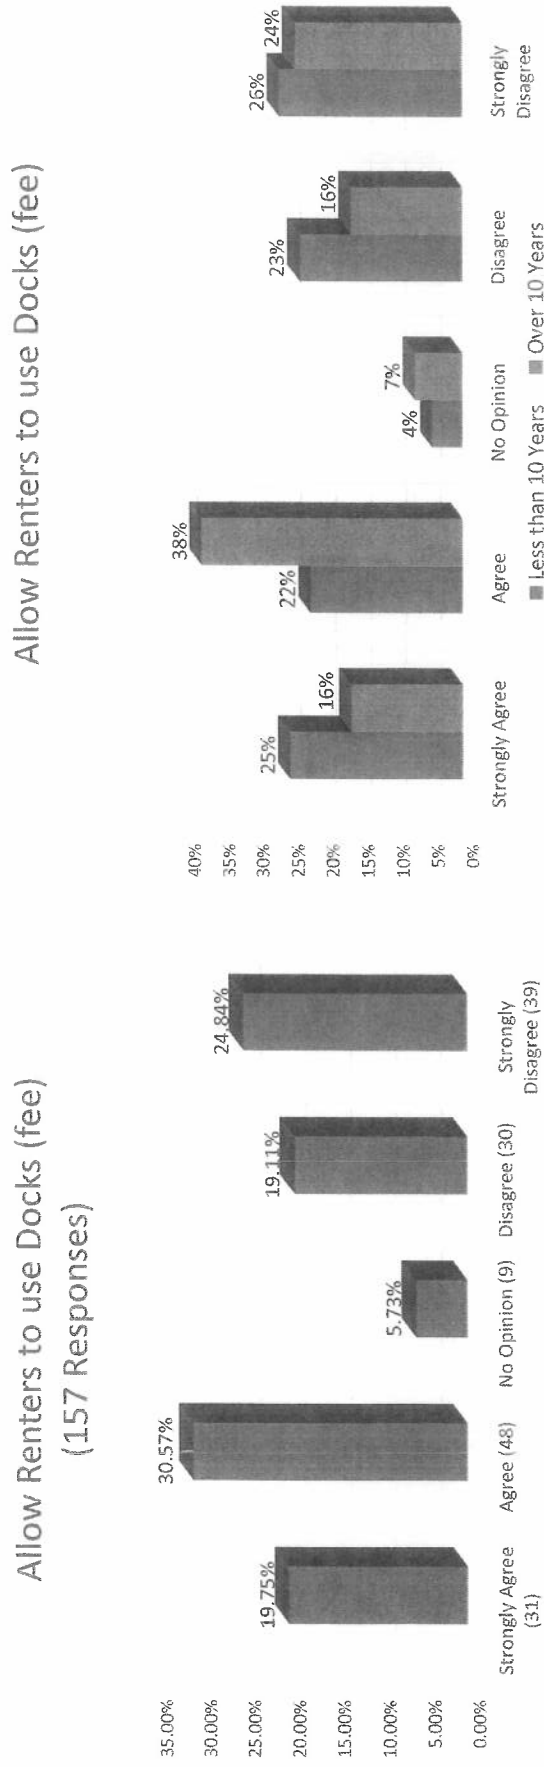 Allow Renters to use Docks (fee)
(157 Responses)
35.00%
30.00%
25.00%
20.00%
15.00%
10.00%
5.00%
0.00%
19.75%
30.57%
5.73%
19.11%
24.84%
Strongly Agree
(31)
Agree (48)
No Opinion (9)
Disagree (30)
Strongly
Disagree (39)
Allow Renters to use Docks (fee)
40%
35%
30%
25%
20%
15%
10%
5%
0%
25%
16%
22%
38%
4%
7%
23%
16%
26%
24%
Strongly Agree
Agree
No Opinion
Disagree
Strongly
Disagree
Less than 10 Years
Over 10 Years